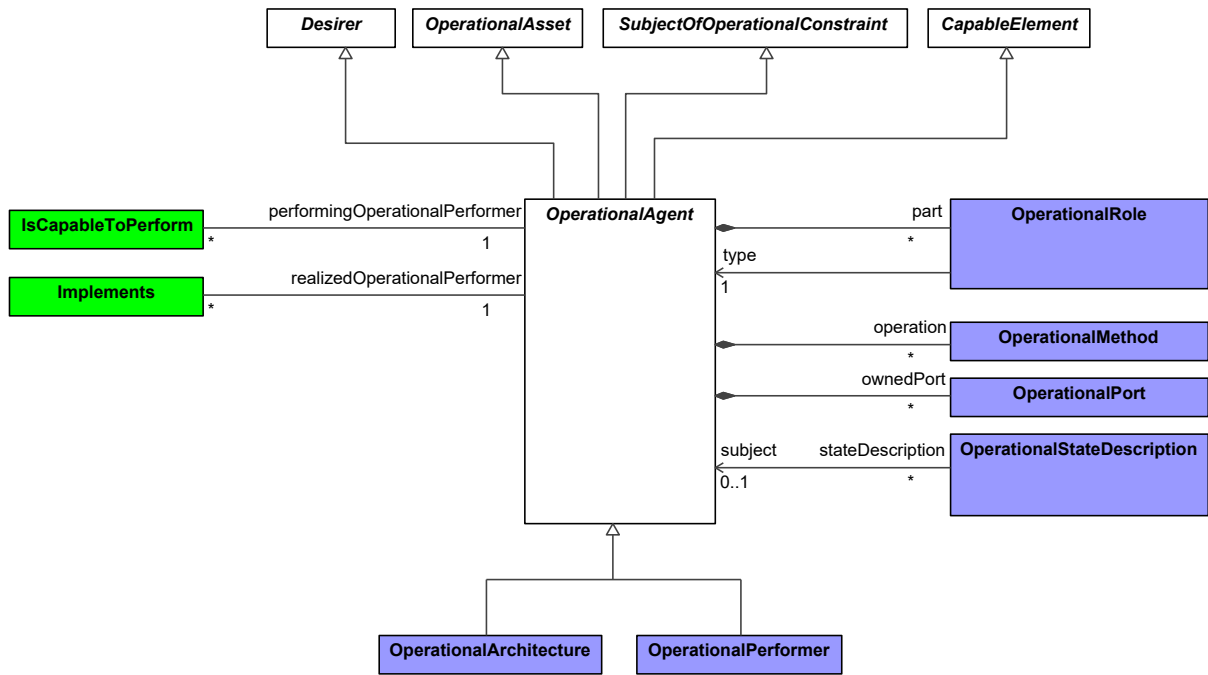 Desirer
OperationalAsset
SubjectOfOperationalConstraint
CapableElement
IsCapableToPerform
performingOperationalPerformer
*
1
OperationalAgent
part
*
OperationalRole
type
1
Implements
realizedOperationalPerformer
*
1
operation
*
OperationalMethod
ownedPort
*
OperationalPort
subject
0..1
stateDescription
*
OperationalStateDescription
OperationalArchitecture
OperationalPerformer